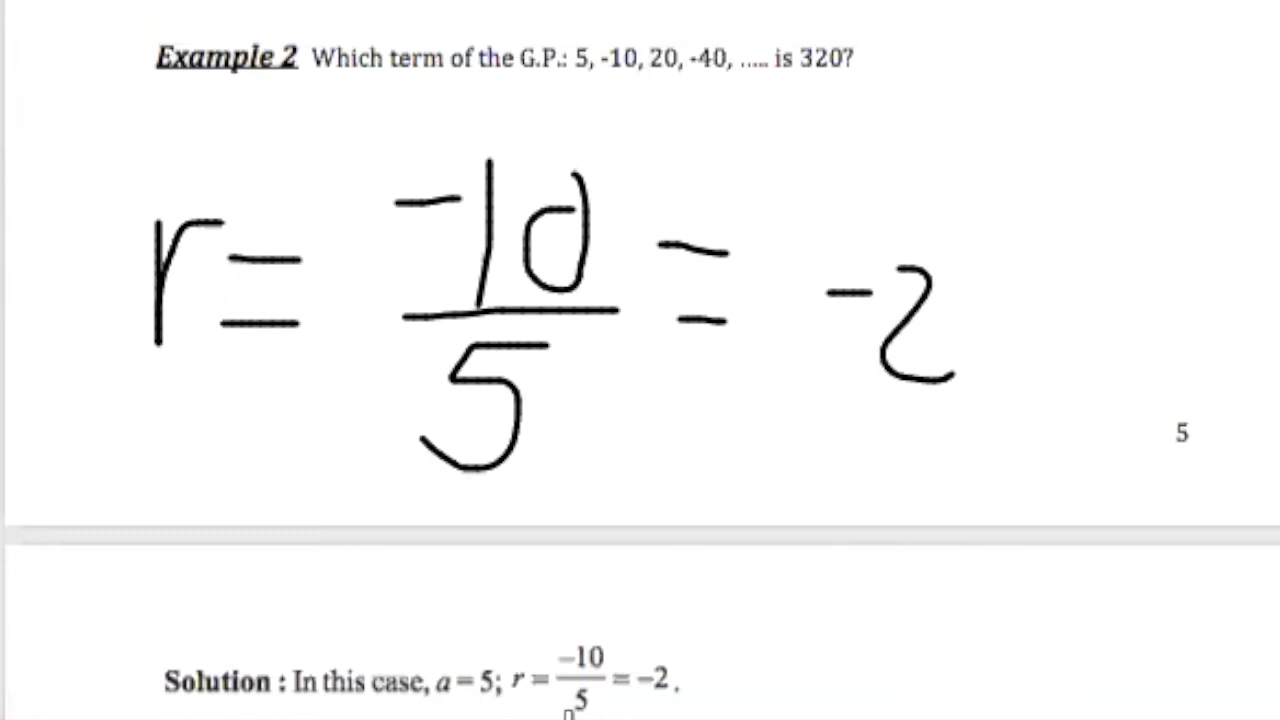 Example 2 Which term of the G.P.: 5, -10, 20, -40, ..... is 320?
r = -10/5 = -2
5
Solution : In this case, a = 5; r = −10/5 = −2 .